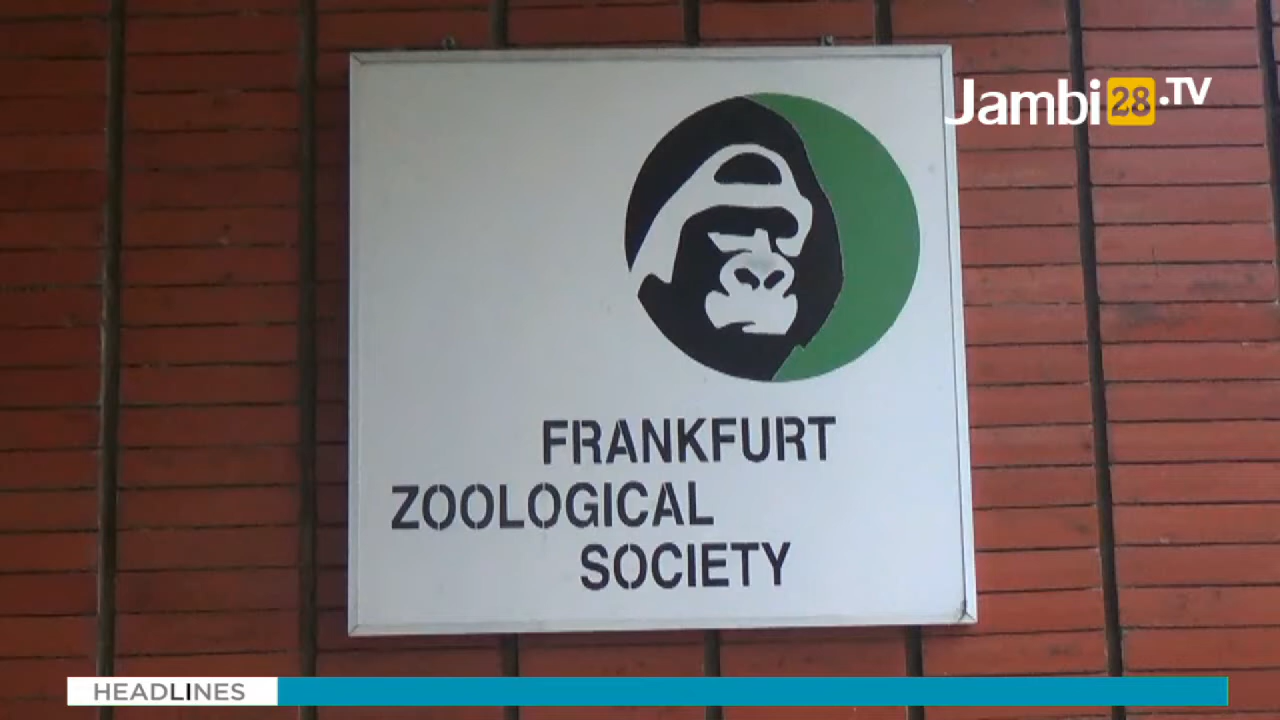 Jambi28.TV
FRANKFURT
ZOOLOGICAL
SOCIETY
HEADLINES